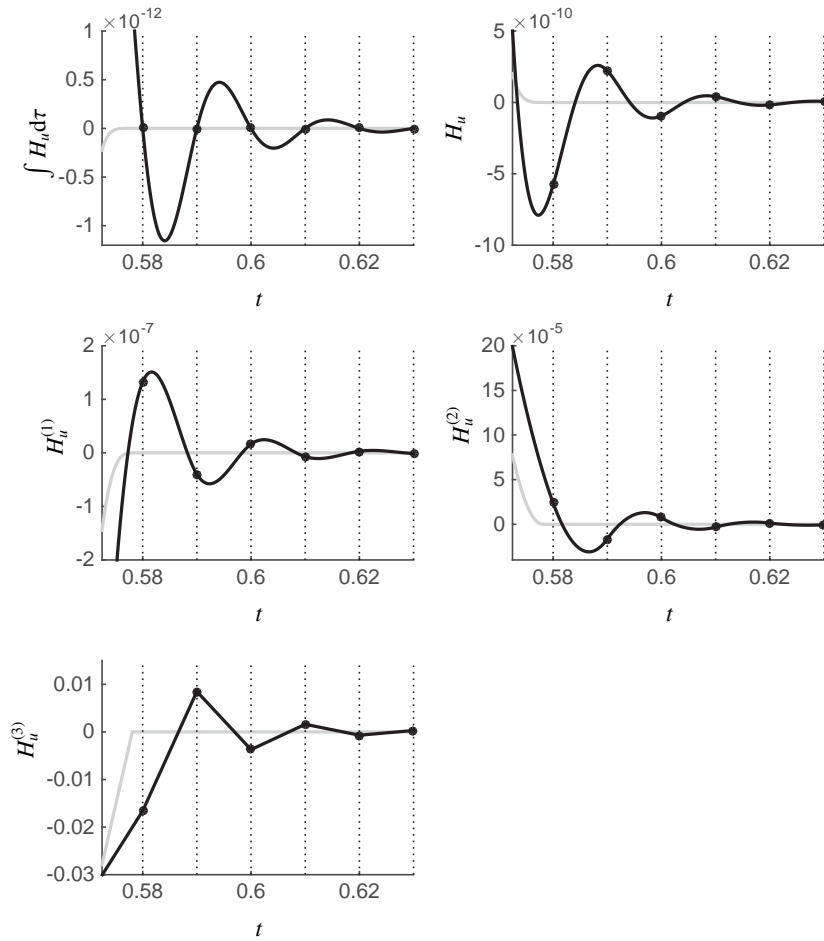 ×10⁻¹²
1
0.5
0
-0.5
-1
∫ H_u dτ
0.58 0.6 0.62
t
×10⁻¹⁰
5
0
-5
-10
H_u
0.58 0.6 0.62
t
×10⁻⁷
2
1
0
-1
-2
H_u^{(1)}
0.58 0.6 0.62
t
×10⁻⁵
20
15
10
5
0
H_u^{(2)}
0.58 0.6 0.62
t
0.01
0
-0.01
-0.02
-0.03
H_u^{(3)}
0.58 0.6 0.62
t